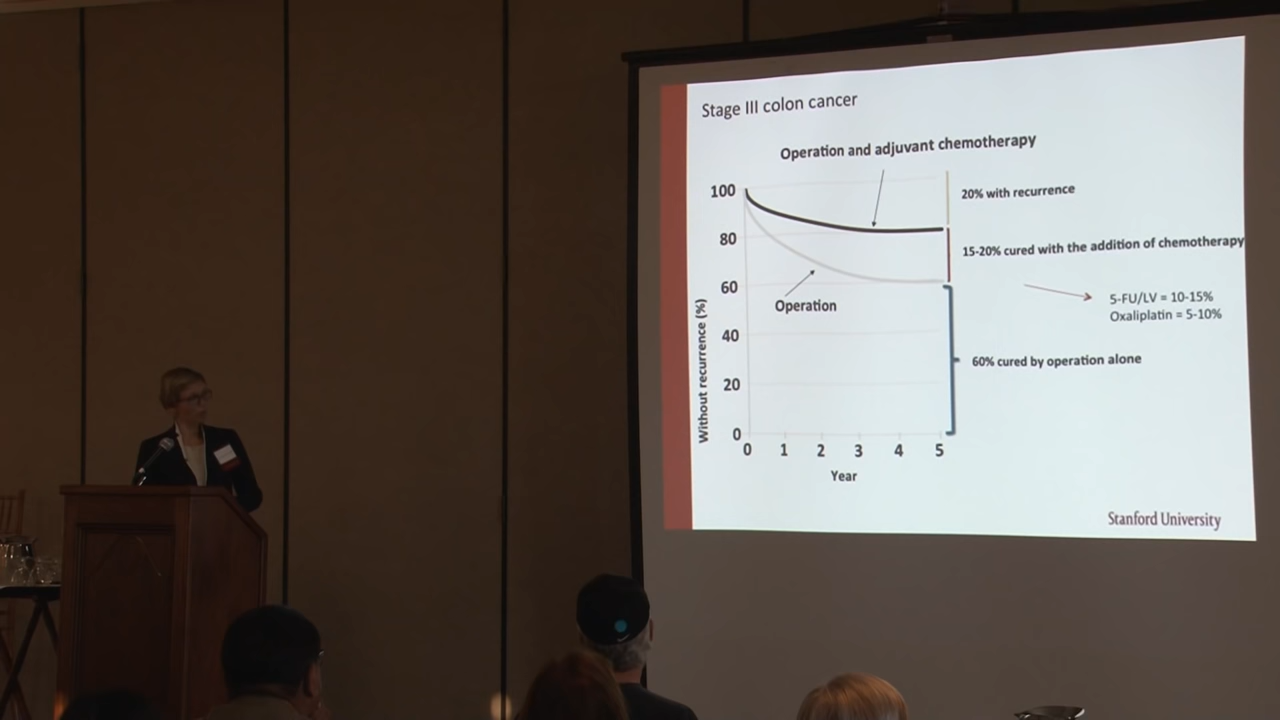 Stage III colon cancer
Operation and adjuvant chemotherapy
100
80
60
40
20
0
Without recurrence (%)
0 1 2 3 4 5
Year
Operation
20% with recurrence
15-20% cured with the addition of chemotherapy
5-FU/LV = 10-15%
Oxaliplatin = 5-10%
60% cured by operation alone
Stanford University